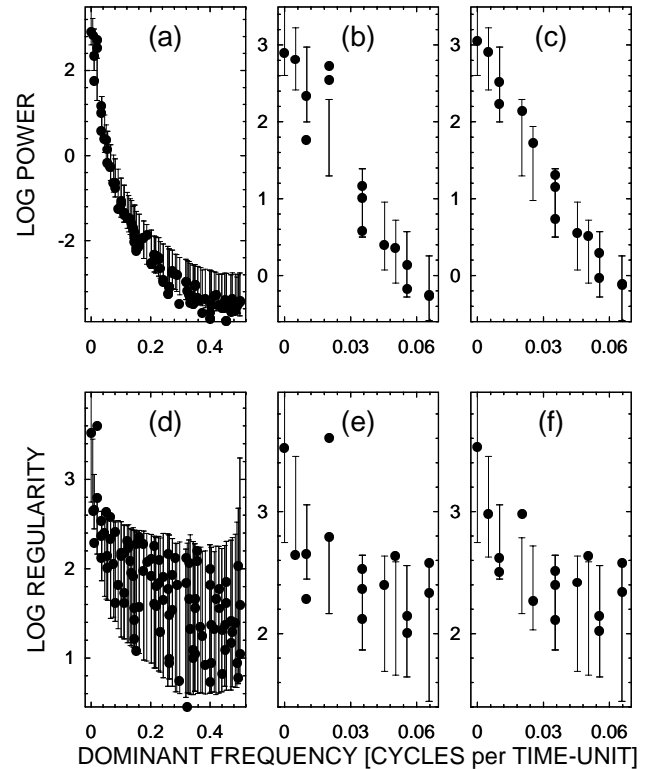 (a) (b) (c)
LOG POWER
2
0
-2
3
2
1
0
3
2
1
0
0 0.2 0.4
0 0.03 0.06
0 0.03 0.06
(d) (e) (f)
LOG REGULARITY
3
2
1
3
2
3
2
0 0.2 0.4
0 0.03 0.06
0 0.03 0.06
DOMINANT FREQUENCY [CYCLES per TIME-UNIT]